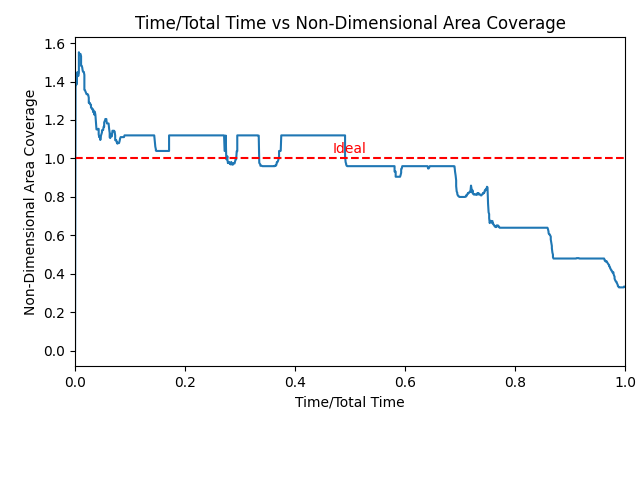 Time/Total Time vs Non-Dimensional Area Coverage
Non-Dimensional Area Coverage
1.6
1.4
1.2
1.0
0.8
0.6
0.4
0.2
0.0
Ideal
0.0 0.2 0.4 0.6 0.8 1.0
Time/Total Time